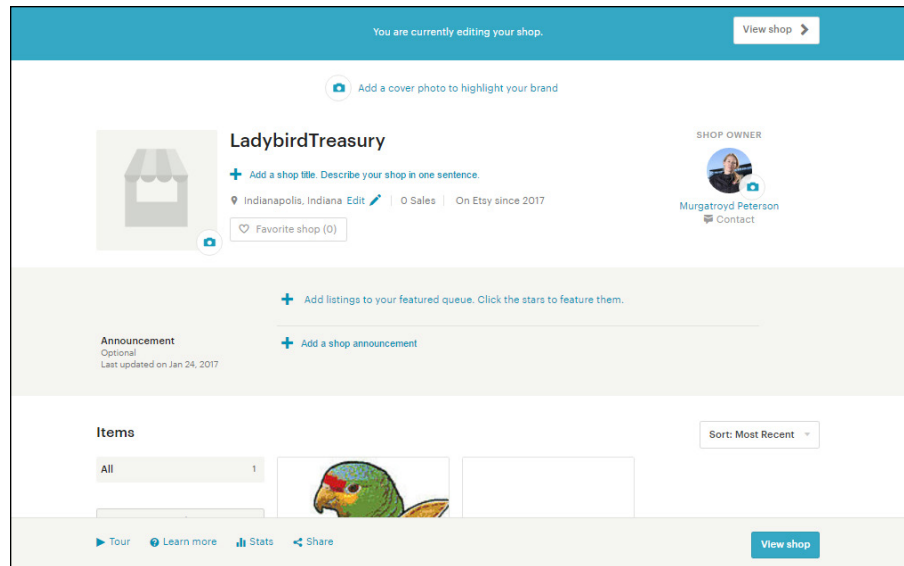 You are currently editing your shop.
View shop
Add a cover photo to highlight your brand
LadybirdTreasury
Add a shop title. Describe your shop in one sentence.
Indianapolis, Indiana Edit | 0 Sales | On Etsy since 2017
Favorite shop (0)
SHOP OWNER
Murgatroyd Peterson
Contact
Add listings to your featured queue. Click the stars to feature them.
Announcement
Optional
Last updated on Jan 24, 2017
Add a shop announcement
Items
Sort: Most Recent
All 1
Tour Learn more Stats Share
View shop